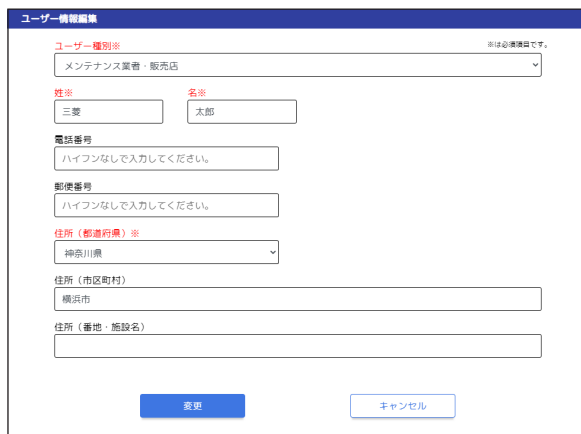 ユーザー情報編集
ユーザー種別※
※は必須項目です。
メンテナンス業者・販売店
姓※ 名※
三菱 太郎
電話番号
ハイフンなしで入力してください。
郵便番号
ハイフンなしで入力してください。
住所（都道府県）※
神奈川県
住所（市区町村）
横浜市
住所（番地・施設名）
変更 キャンセル